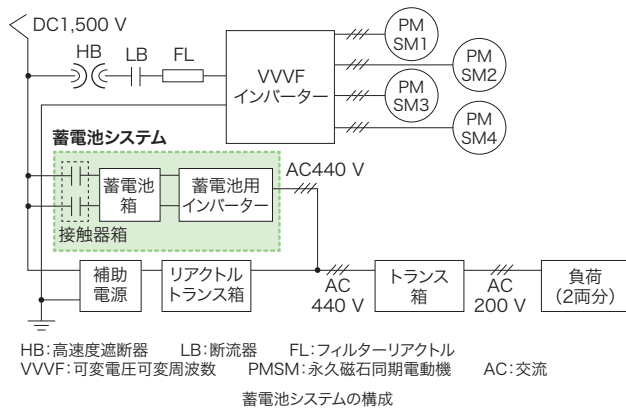 DC1,500 V
HB
LB
FL
VVVF
インバーター
PM
SM1
PM
SM2
PM
SM3
PM
SM4
蓄電池システム
蓄電池
箱
蓄電池用
インバーター
AC440 V
接触器箱
補助
電源
リアクトル
トランス箱
AC
440 V
トランス
箱
AC
200 V
負荷
(2両分)
HB:高速度遮断器 LB:断流器 FL:フィルターリアクトル
VVVF:可変電圧可変周波数 PMSM:永久磁石同期電動機 AC:交流
蓄電池システムの構成